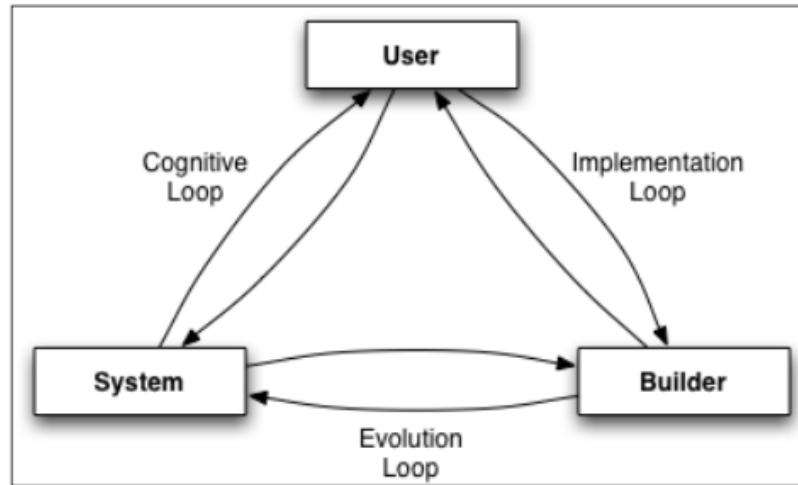 User
Cognitive
Loop
Implementation
Loop
System
Builder
Evolution
Loop